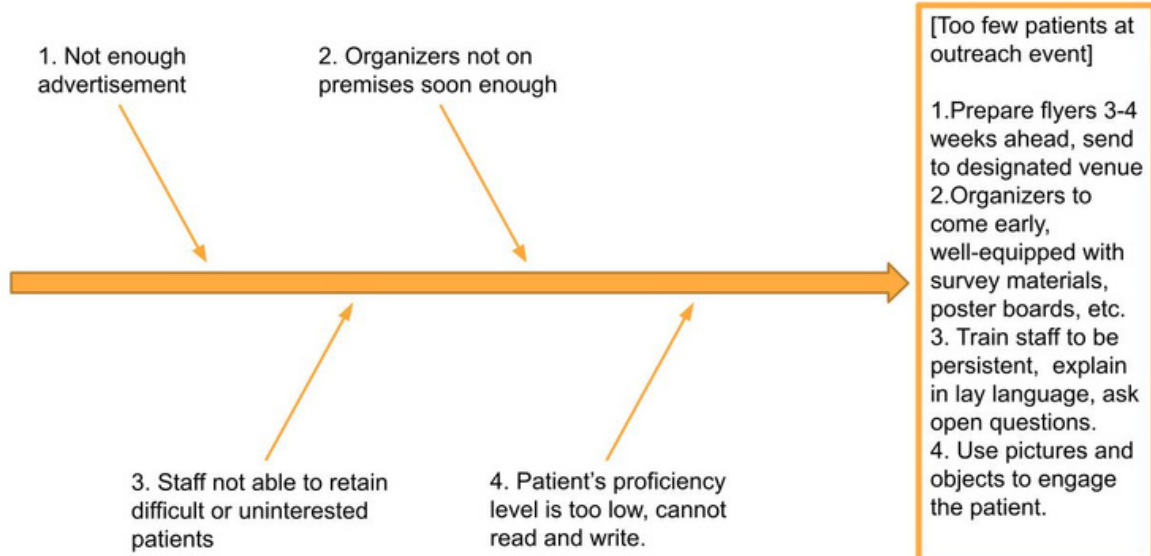 1. Not enough
advertisement
2. Organizers not on
premises soon enough
3. Staff not able to retain
difficult or uninterested
patients
4. Patient's proficiency
level is too low, cannot
read and write.
[Too few patients at
outreach event]
1.Prepare flyers 3-4
weeks ahead, send
to designated venue
2.Organizers to
come early,
well-equipped with
survey materials,
poster boards, etc.
3. Train staff to be
persistent,  explain
in lay language, ask
open questions.
4. Use pictures and
objects to engage
the patient.